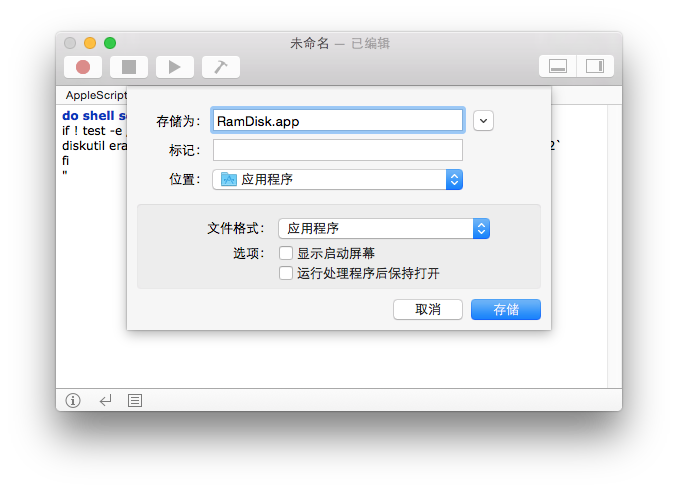 未命名 — 已编辑
AppleScript
do shell
if ! test -e
diskutil
2`
fi
"
存储为：
RamDisk.app
标记：
位置：
应用程序
文件格式：
应用程序
选项：
显示启动屏幕
运行处理程序后保持打开
取消
存储